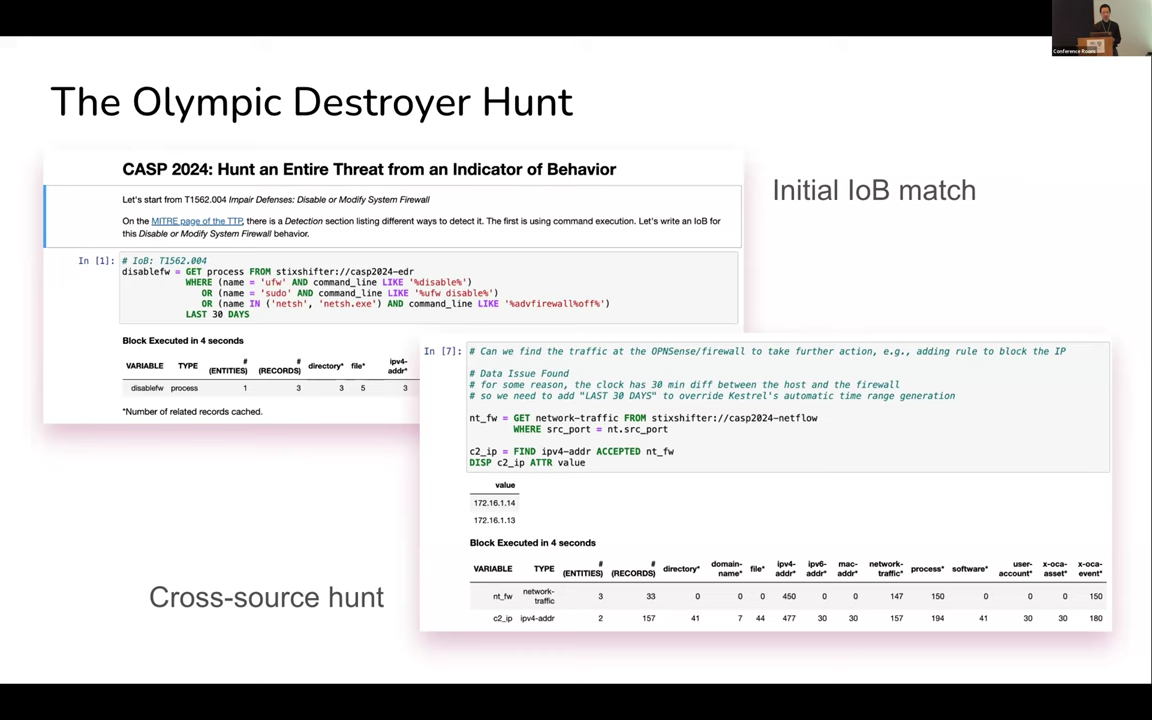 Conference Room
The Olympic Destroyer Hunt
CASP 2024: Hunt an Entire Threat from an Indicator of Behavior
Let's start from T1562.004 Impair Defenses: Disable or Modify System Firewall
On the MITRE page of the TTP, there is a Detection section listing different ways to detect it. The first is using command execution. Let's write an IoB for
this Disable or Modify System Firewall behavior.
In [1]: # IoB: T1562.004
disablefw = GET process FROM stixshifter://casp2024-edr
WHERE (name = 'ufw' AND command_line LIKE '%disable%')
OR (name = 'sudo' AND command_line LIKE '%ufw disable%')
OR (name IN ('netsh', 'netsh.exe') AND command_line LIKE '%advfirewall%off%')
LAST 30 DAYS
Block Executed in 4 seconds
VARIABLE TYPE # (ENTITIES) # (RECORDS) directory* file* ipv4-addr*
disablefw process 1 3 3 5 3
*Number of related records cached.
Initial IoB match
In [7]: # Can we find the traffic at the OPNSense/firewall to take further action, e.g., adding rule to block the IP
# Data Issue Found
# for some reason, the clock has 30 min diff between the host and the firewall
# so we need to add "LAST 30 DAYS" to override Kestrel's automatic time range generation
nt_fw = GET network-traffic FROM stixshifter://casp2024-netflow
WHERE src_port = nt.src_port
c2_ip = FIND ipv4-addr ACCEPTED nt_fw
DISP c2_ip ATTR value
value
172.16.1.14
172.16.1.13
Block Executed in 4 seconds
VARIABLE TYPE # (ENTITIES) # (RECORDS) directory* domain-name* file* ipv4-addr* ipv6-addr* mac-addr* network-traffic* process* software* user-account* x-oca-asset* x-oca-event*
nt_fw network-traffic 3 33 0 0 0 450 0 0 147 150 0 0 0 150
c2_ip ipv4-addr 2 157 41 7 44 477 30 30 157 194 41 30 30 180
Cross-source hunt